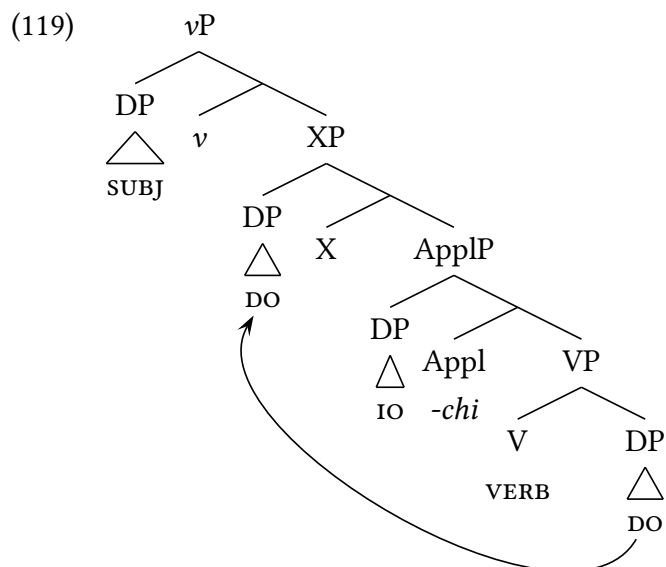 (119) vP
DP v XP
SUBJ
DP X ApplP
DO
DP Appl VP
IO -chi V DP
VERB
DO